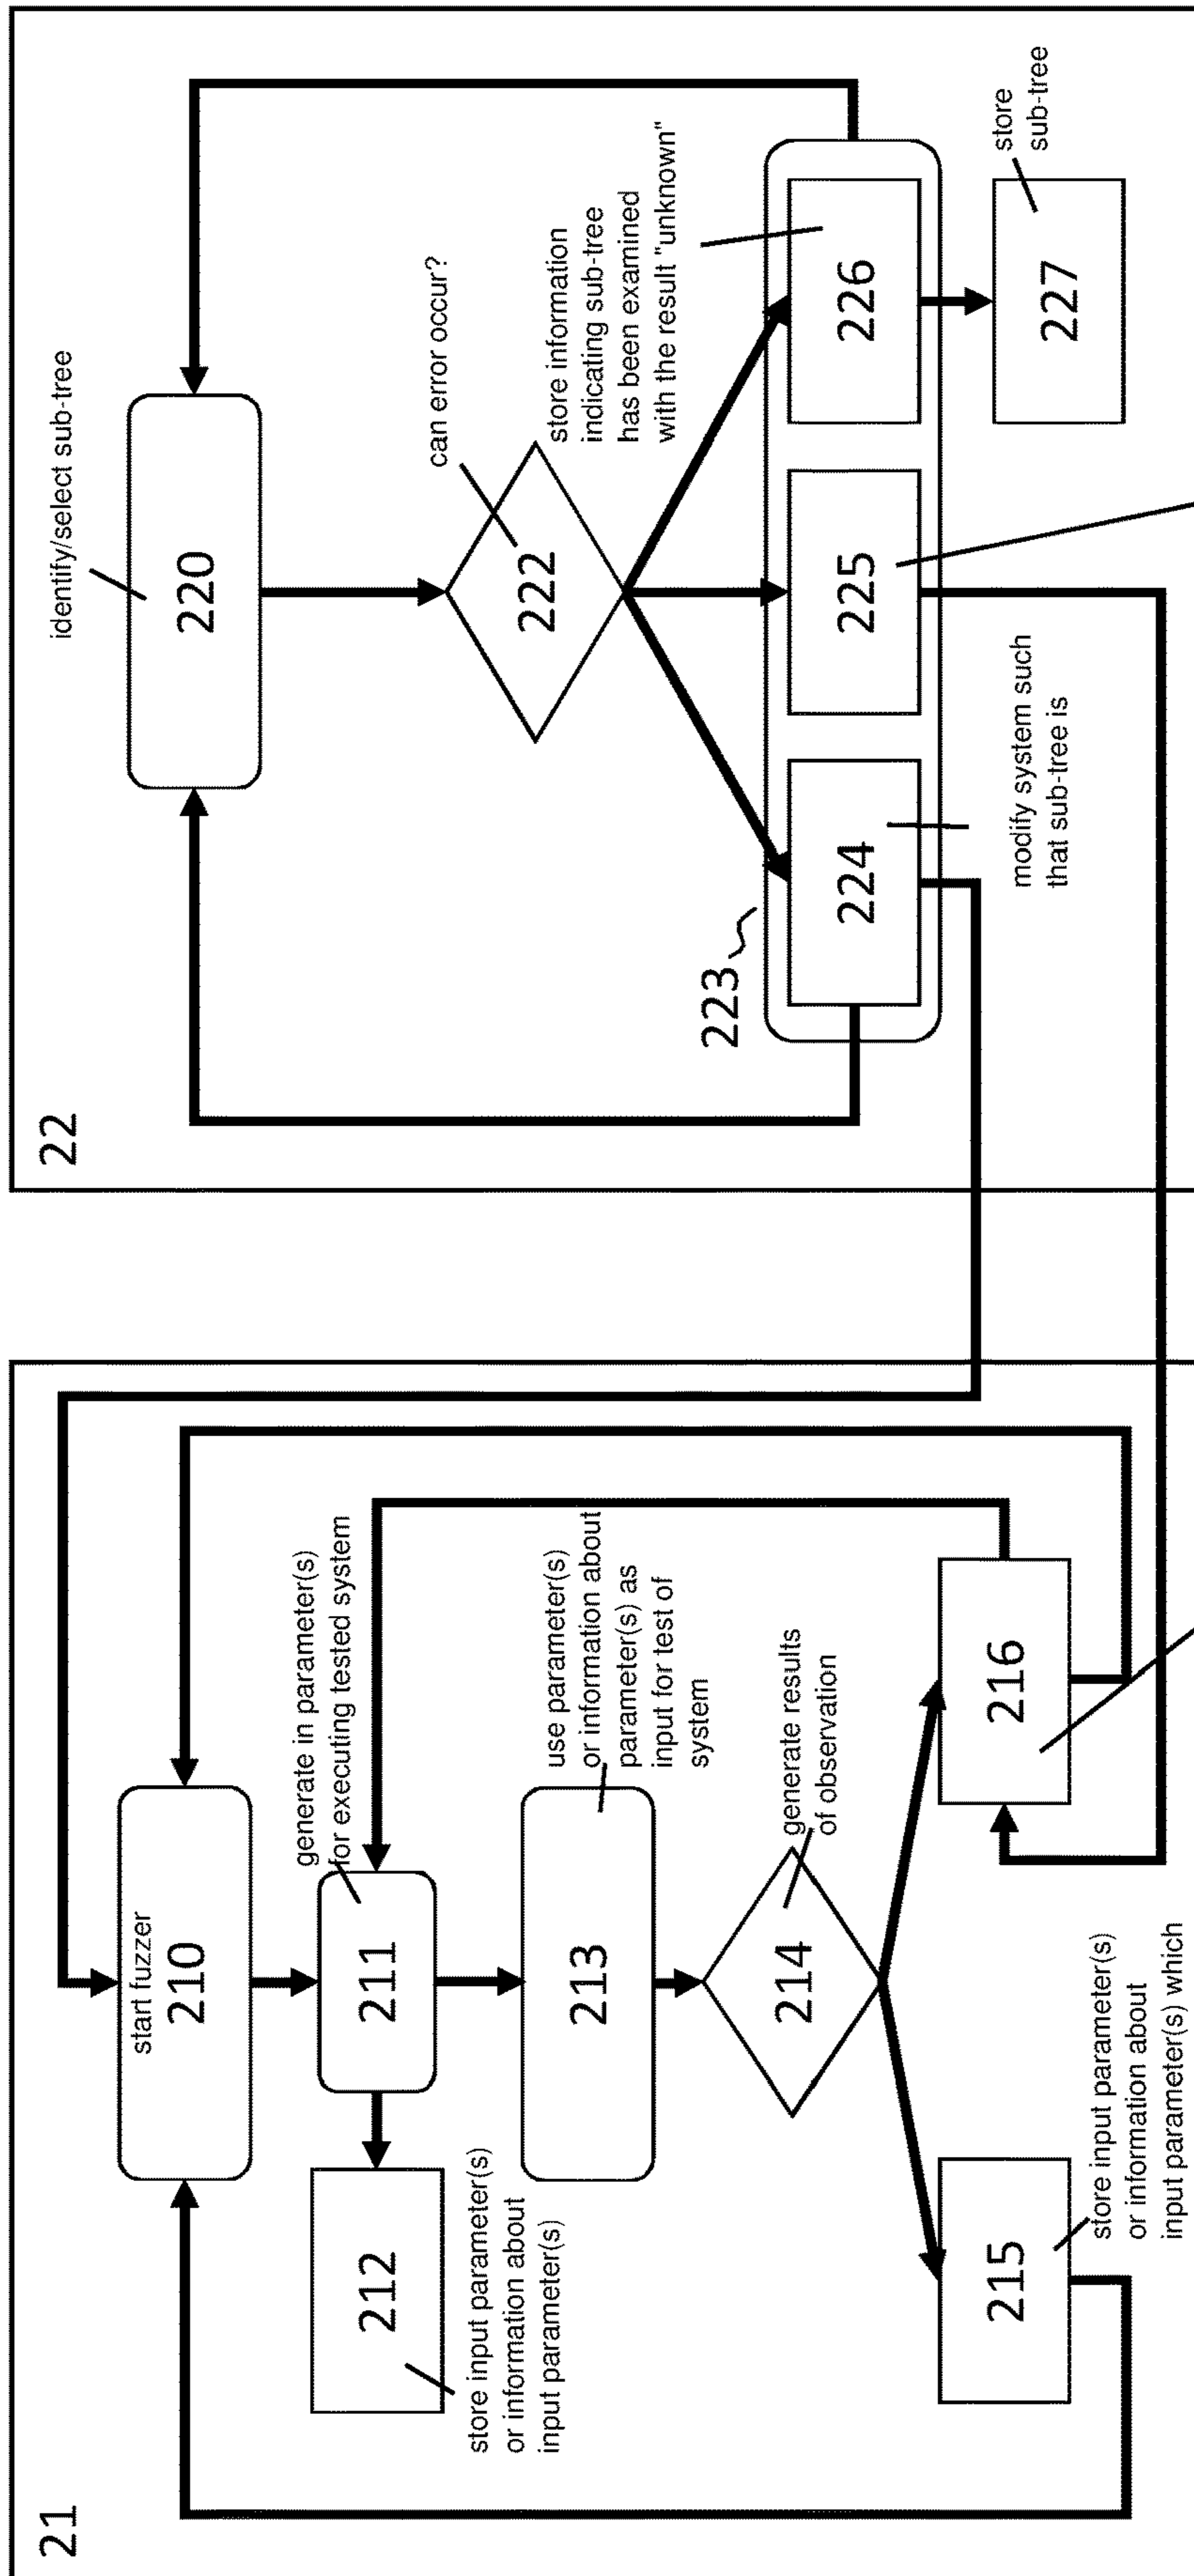 21
start fuzzer
210
generate in parameter(s)
for executing tested system
211
212
store input parameter(s)
or information about
input parameter(s)
213
use parameter(s)
or information about
parameter(s) as
input for test of
system
214
generate results
of observation
215
store input parameter(s)
or information about
input parameter(s) which
216
22
identify/select sub-tree
220
can error occur?
222
store information
indicating sub-tree
has been examined
with the result "unknown"
223
224
225
226
modify system such
that sub-tree is
store
sub-tree
227